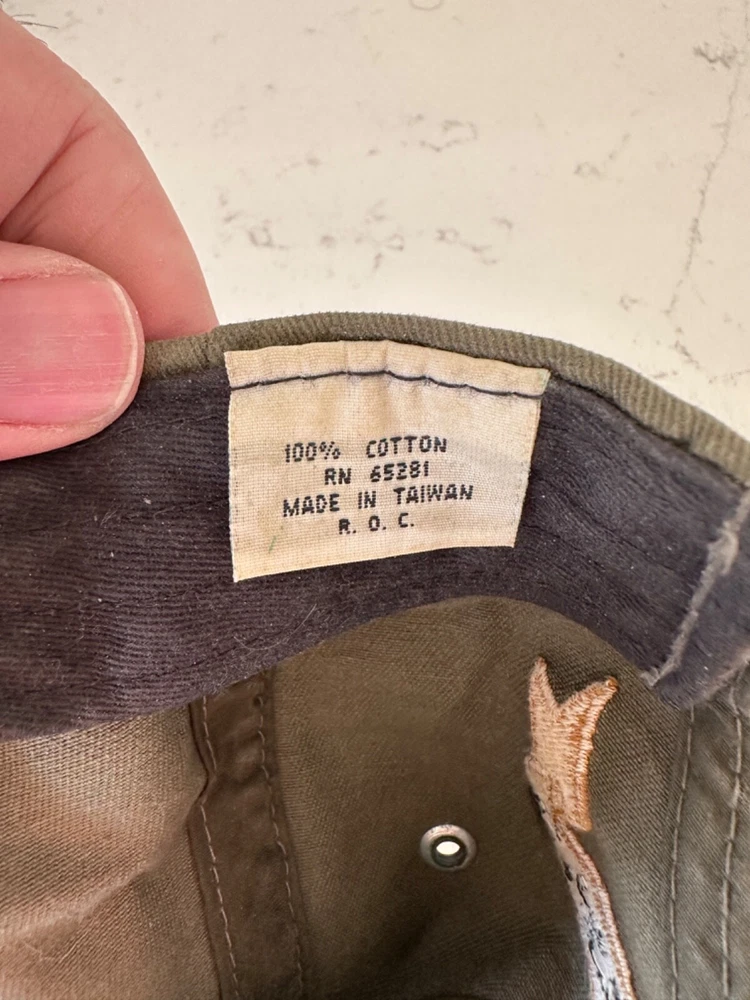 100% COTTON
RN 65281
MADE IN TAIWAN
R. O. C.